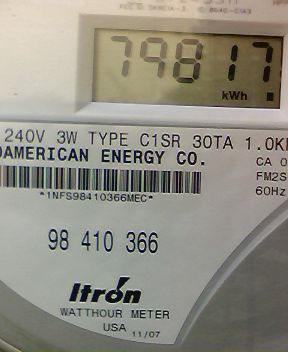 79817
kWh
240V 3W TYPE C1SR 30TA 1.0K
AMERICAN ENERGY CO.
CA 0
FM2S
60Hz
*1NFS98410366MEC*
98 410 366
Itrón
WATTHOUR METER
USA 11/07